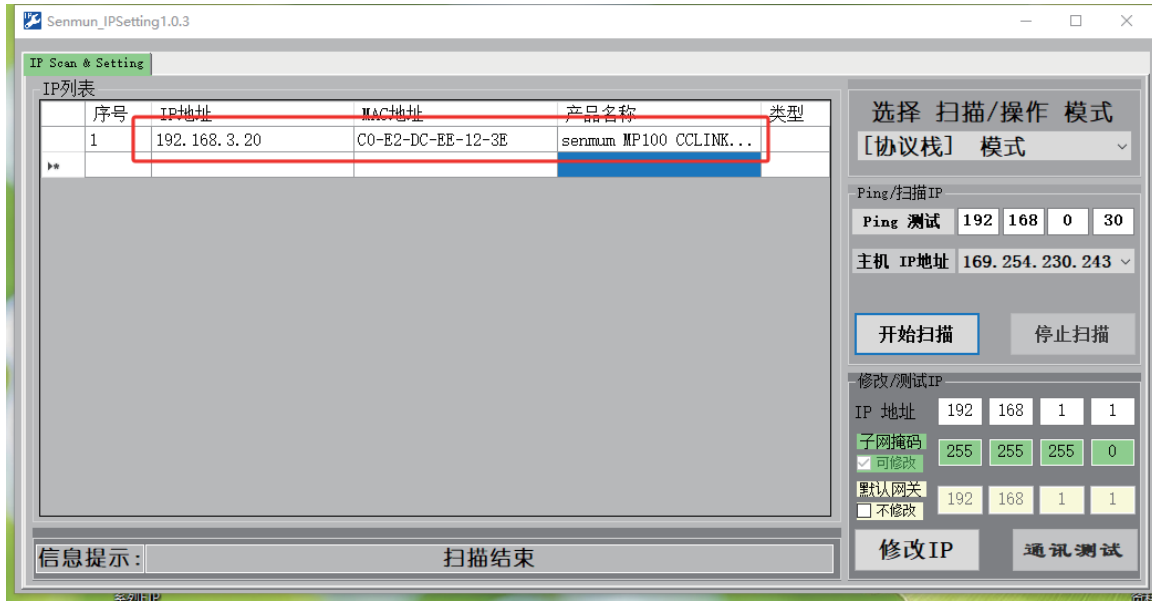 Senmun_IPSetting1.0.3
IP Scan & Setting
IP列表
序号 IP地址 MAC地址 产品名称 类型
1 192.168.3.20 C0-E2-DC-EE-12-3E senmum MP100 CCLINK...
选择 扫描/操作 模式
[协议栈] 模式
Ping/扫描IP
Ping 测试 192 168 0 30
主机 IP地址 169.254.230.243
开始扫描 停止扫描
修改/测试IP
IP 地址 192 168 1 1
子网掩码 255 255 255 0
可修改
默认网关 192 168 1 1
不修改
修改IP 通讯测试
信息提示: 扫描结束